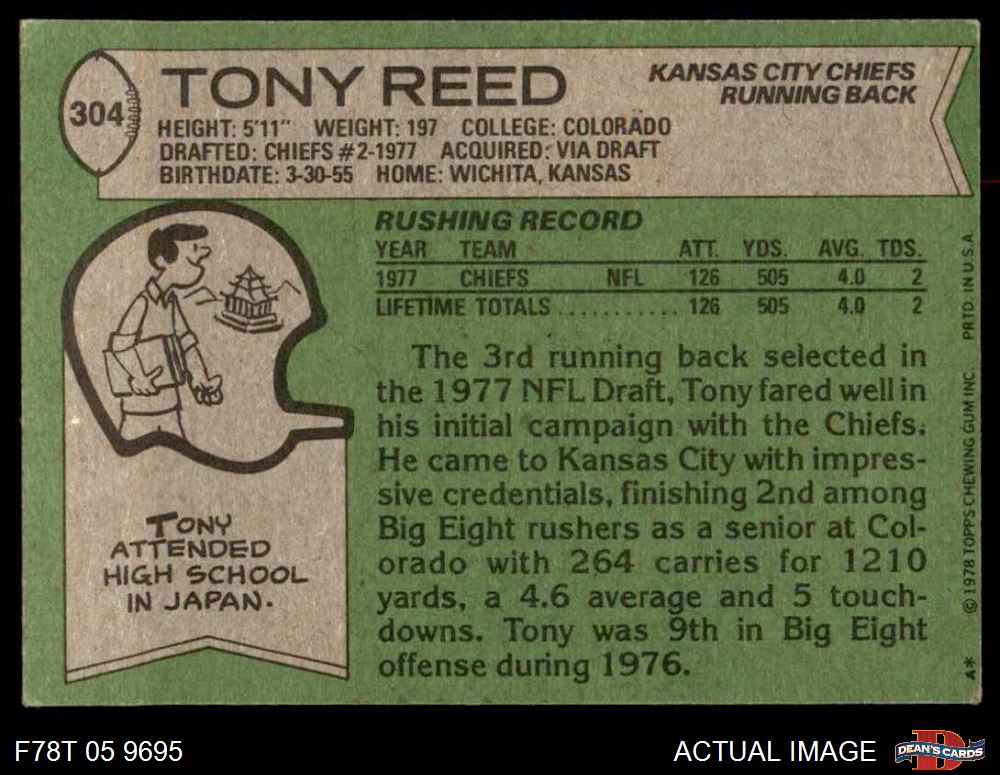 304
TONY REED
KANSAS CITY CHIEFS
RUNNING BACK
HEIGHT: 5'11" WEIGHT: 197 COLLEGE: COLORADO
DRAFTED: CHIEFS #2-1977 ACQUIRED: VIA DRAFT
BIRTHDATE: 3-30-55 HOME: WICHITA, KANSAS
RUSHING RECORD
YEAR TEAM ATT. YDS. AVG. TDS.
1977 CHIEFS NFL 126 505 4.0 2
LIFETIME TOTALS ........... 126 505 4.0 2
The 3rd running back selected in
the 1977 NFL Draft, Tony fared well in
his initial campaign with the Chiefs.
He came to Kansas City with impres-
sive credentials, finishing 2nd among
Big Eight rushers as a senior at Col-
orado with 264 carries for 1210
yards, a 4.6 average and 5 touch-
downs. Tony was 9th in Big Eight
offense during 1976.
TONY
ATTENDED
HIGH SCHOOL
IN JAPAN.
A* © 1978 TOPPS CHEWING GUM INC. PRTD. IN U.S.A.
F78T 05 9695
ACTUAL IMAGE
D
DEAN'S CARDS